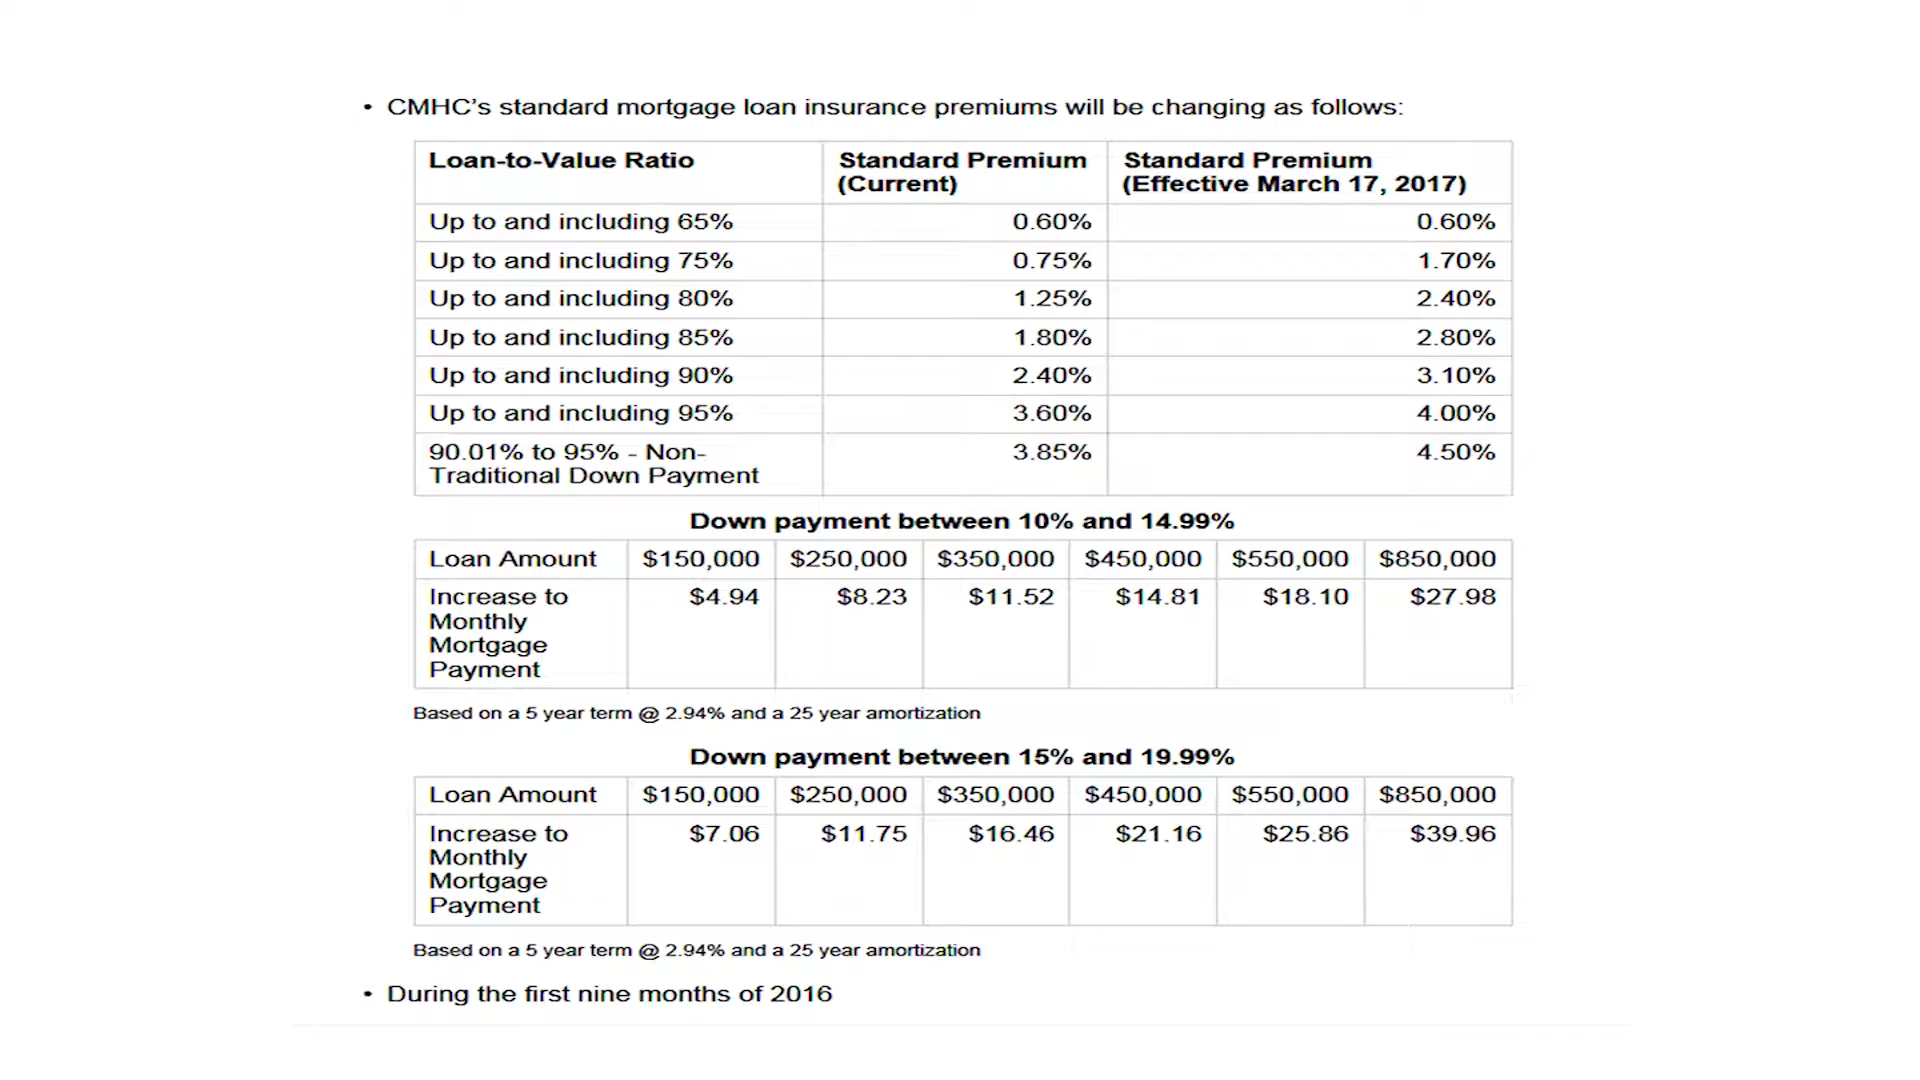 • CMHC's standard mortgage loan insurance premiums will be changing as follows:
Loan-to-Value Ratio Standard Premium (Current) Standard Premium (Effective March 17, 2017)
Up to and including 65% 0.60% 0.60%
Up to and including 75% 0.75% 1.70%
Up to and including 80% 1.25% 2.40%
Up to and including 85% 1.80% 2.80%
Up to and including 90% 2.40% 3.10%
Up to and including 95% 3.60% 4.00%
90.01% to 95% - Non- 3.85% 4.50%
Traditional Down Payment
Down payment between 10% and 14.99%
Loan Amount $150,000 $250,000 $350,000 $450,000 $550,000 $850,000
Increase to $4.94 $8.23 $11.52 $14.81 $18.10 $27.98
Monthly
Mortgage
Payment
Based on a 5 year term @ 2.94% and a 25 year amortization
Down payment between 15% and 19.99%
Loan Amount $150,000 $250,000 $350,000 $450,000 $550,000 $850,000
Increase to $7.06 $11.75 $16.46 $21.16 $25.86 $39.96
Monthly
Mortgage
Payment
Based on a 5 year term @ 2.94% and a 25 year amortization
• During the first nine months of 2016